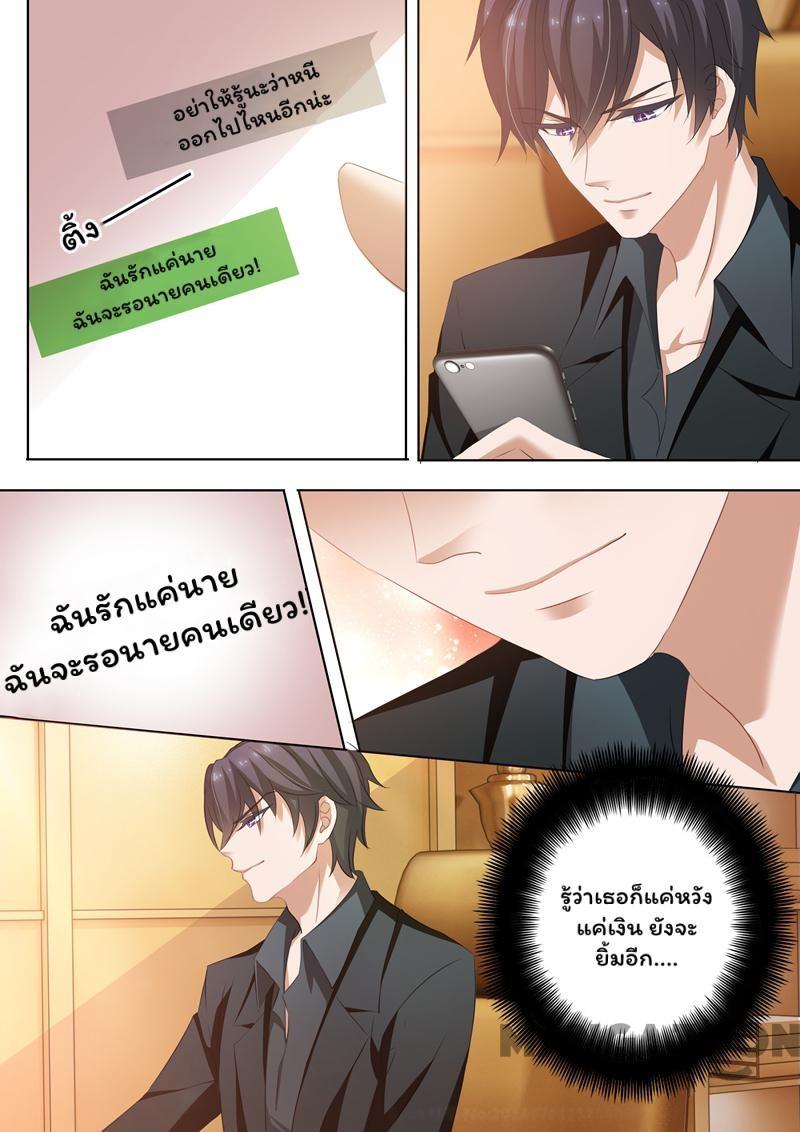 อย่าให้รู้นะว่าหนี
ออกไปไหนอีกน่ะ
ติ้ง
ฉันรักแค่นาย
ฉันจะรอนายคนเดียว!
ฉันรักแค่นาย
ฉันจะรอนายคนเดียว!
รู้ว่าเธอก็แค่หวัง
แค่เงิน ยังจะ
ยิ้มอีก....